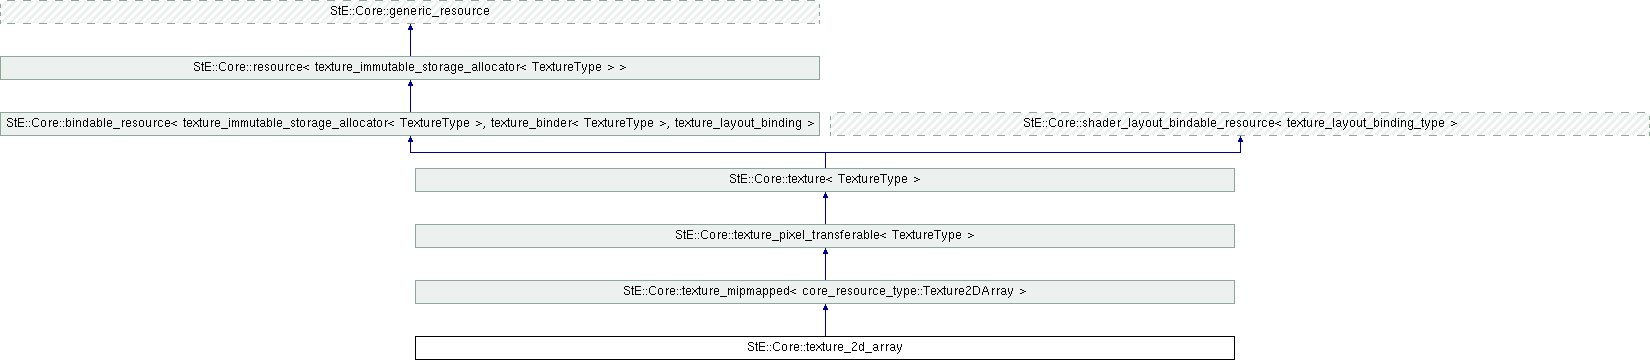 StE::Core::generic_resource
StE::Core::resource< texture_immutable_storage_allocator< TextureType > >
StE::Core::bindable_resource< texture_immutable_storage_allocator< TextureType >, texture_binder< TextureType >, texture_layout_binding >
StE::Core::shader_layout_bindable_resource< texture_layout_binding_type >
StE::Core::texture< TextureType >
StE::Core::texture_pixel_transferable< TextureType >
StE::Core::texture_mipmapped< core_resource_type::Texture2DArray >
StE::Core::texture_2d_array